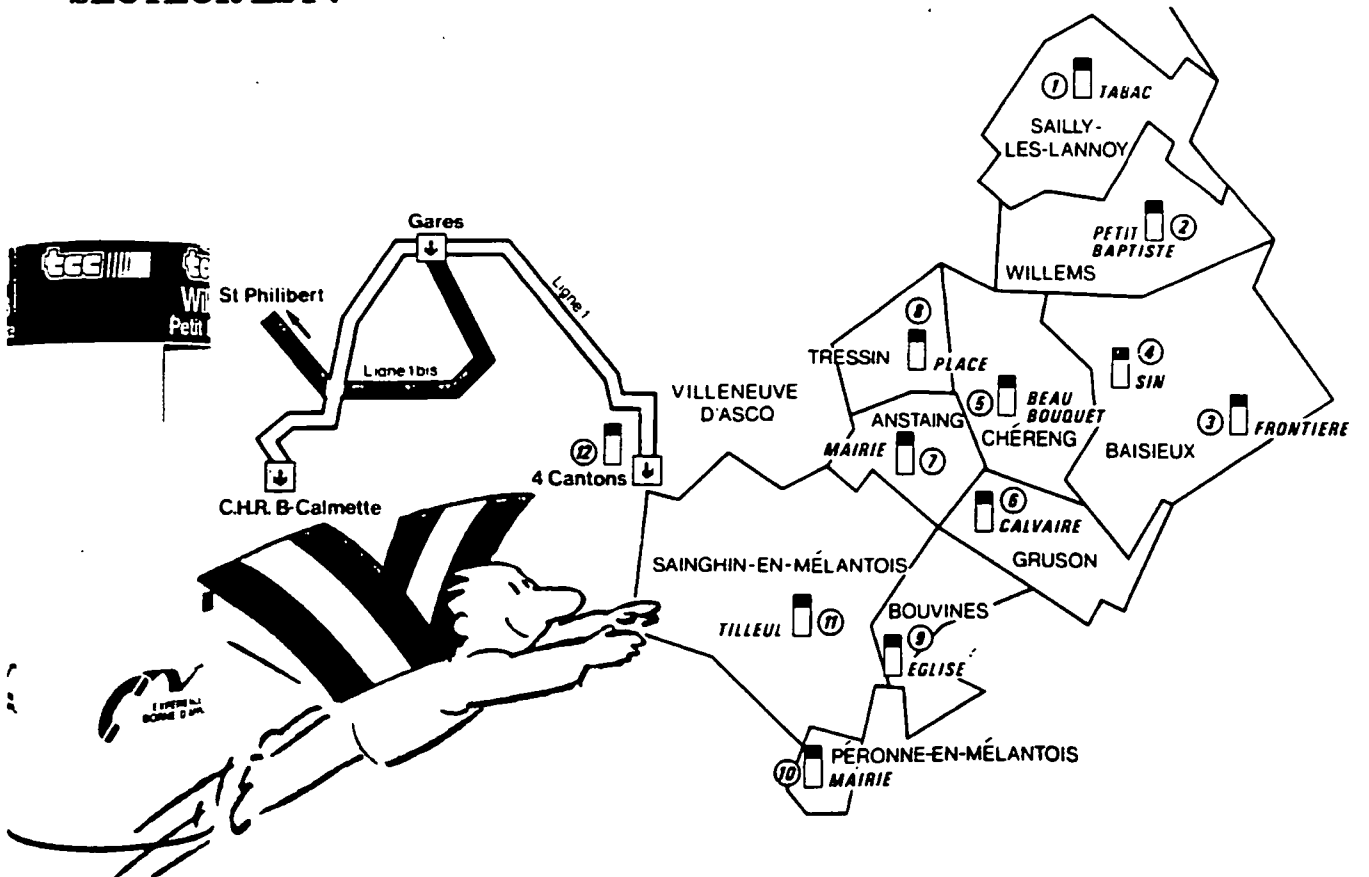 tcc
St Philibert
Petit
Gares
Ligne 1
Ligne 1bis
C.H.R. B-Calmette
12
4 Cantons
VILLENEUVE
D'ASCQ
1 TABAC
SAILLY-
LES-LANNOY
PETIT
BAPTISTE
2
WILLEMS
8
TRESSIN
PLACE
4
SIN
5
BEAU
BOUQUET
CHÉRENG
3
FRONTIERE
BAISIEUX
ANSTAING
MAIRIE
7
6
CALVAIRE
GRUSON
SAINGHIN-EN-MÉLANTOIS
TILLEUL
11
BOUVINES
9
EGLISE
PÉRONNE-EN-MÉLANTOIS
10
MAIRIE